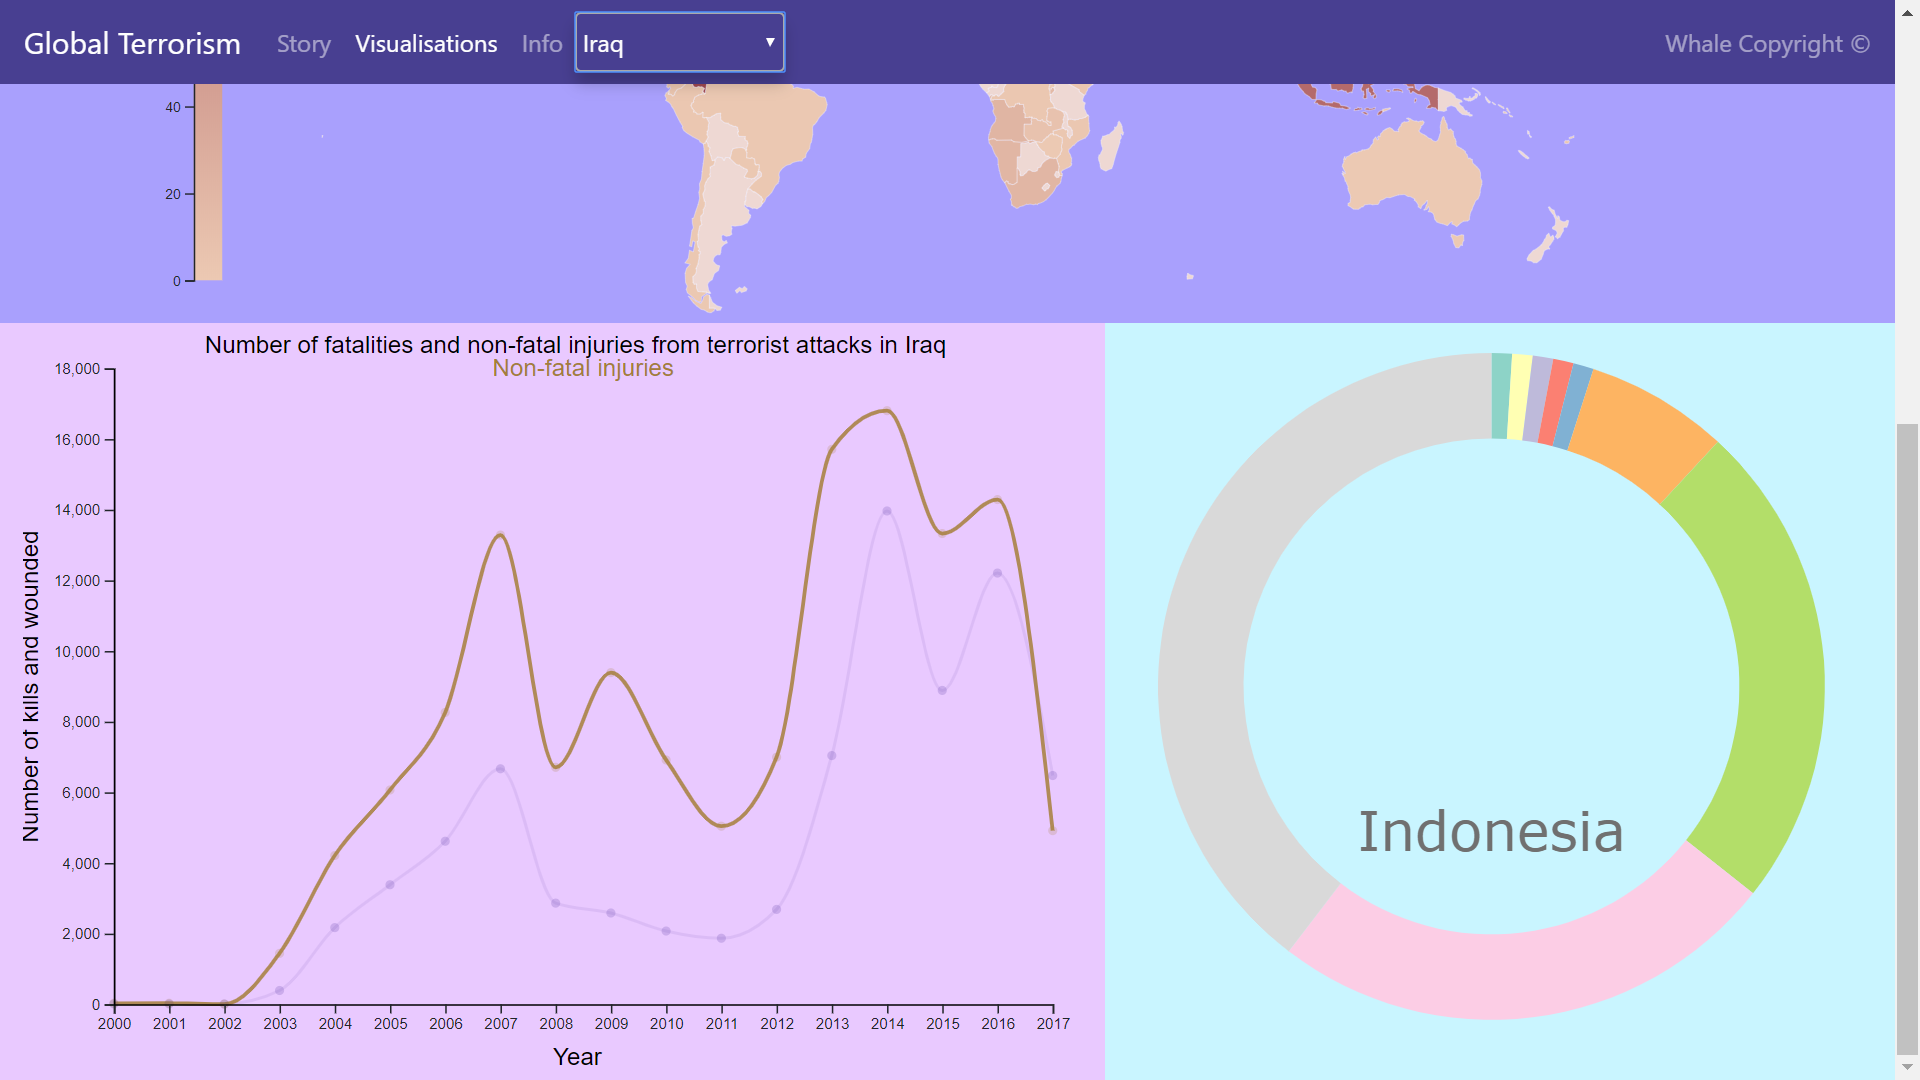 Global Terrorism Story Visualisations Info Iraq Whale Copyright ©
40
20
0
Number of fatalities and non-fatal injuries from terrorist attacks in Iraq
Non-fatal injuries
18,000
16,000
14,000
12,000
10,000
8,000
6,000
4,000
2,000
0
Number of kills and wounded
2000 2001 2002 2003 2004 2005 2006 2007 2008 2009 2010 2011 2012 2013 2014 2015 2016 2017
Year
Indonesia